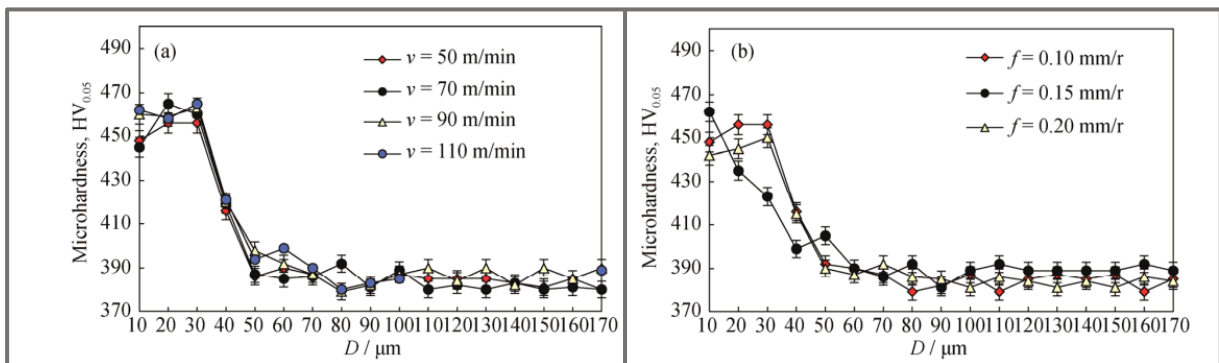 (a)
v = 50 m/min
v = 70 m/min
v = 90 m/min
v = 110 m/min
Microhardness, HV0.05
490
470
450
430
410
390
370
10 20 30 40 50 60 70 80 90 100 110 120 130 140 150 160 170
D / μm
(b)
f = 0.10 mm/r
f = 0.15 mm/r
f = 0.20 mm/r
Microhardness, HV0.05
490
470
450
430
410
390
370
10 20 30 40 50 60 70 80 90 100 110 120 130 140 150 160 170
D / μm